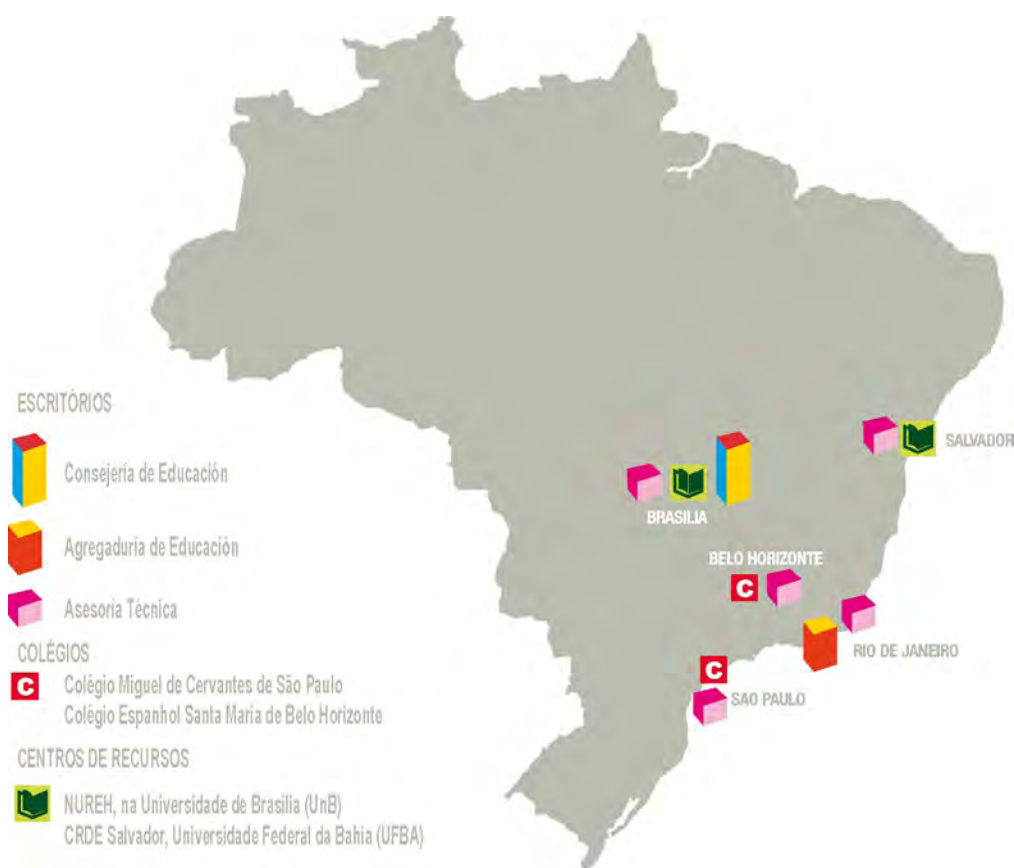 ESCRITÓRIOS
Consejería de Educación
Agregaduría de Educación
Asesoría Técnica
COLÉGIOS
C
Colégio Miguel de Cervantes de São Paulo
Colégio Espanhol Santa Maria de Belo Horizonte
CENTROS DE RECURSOS
NUREH, na Universidade de Brasilia (UnB)
CRDE Salvador, Universidade Federal da Bahia (UFBA)
SALVADOR
BRASILIA
BELO HORIZONTE
C
RIO DE JANEIRO
C
SAO PAULO